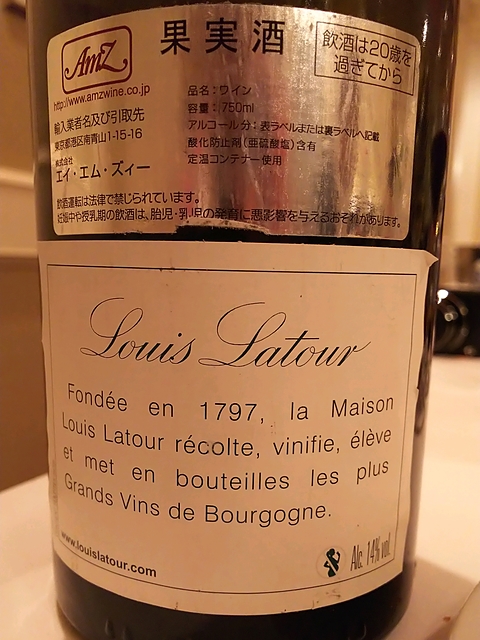 AmZ
http://www.amzwine.co.jp
果実酒
飲酒は20歳を
過ぎてから
輸入業者名及び引取先
東京都港区南青山1-15-16
株式会社
エイ・エム・ズィー
品名：ワイン
容量：750ml
アルコール分：表ラベルまたは裏ラベルへ記載
酸化防止剤（亜硫酸塩）含有
定温コンテナー使用
飲酒運転は法律で禁じられています。
妊娠中や授乳期の飲酒は、胎児・乳児の発育に悪影響を与えるおそれがあります。
Louis Latour
Fondée en 1797, la Maison
Louis Latour récolte, vinifie, élève
et met en bouteilles les plus
Grands Vins de Bourgogne.
www.louislatour.com
Alc. 14% vol.